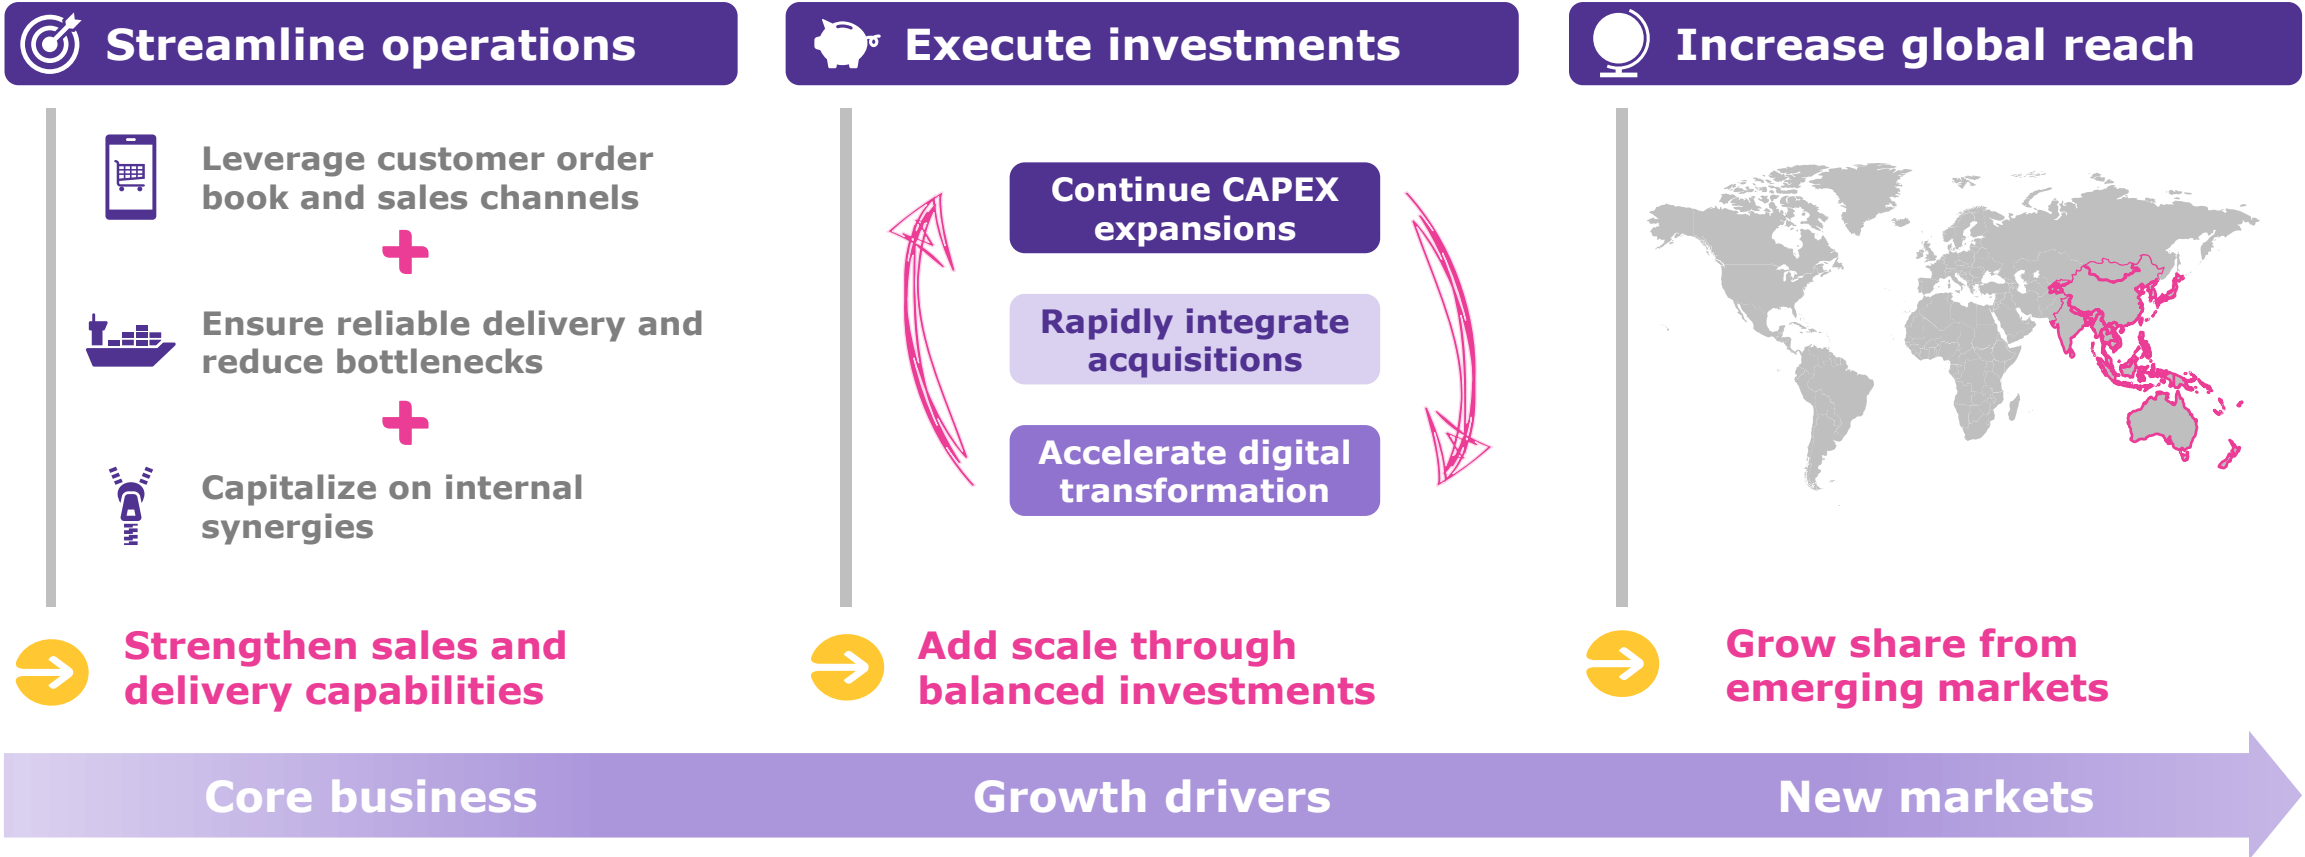 Streamline operations
Leverage customer order
book and sales channels
Ensure reliable delivery and
reduce bottlenecks
Capitalize on internal
synergies
Strengthen sales and
delivery capabilities
Core business
Execute investments
Continue CAPEX
expansions
Rapidly integrate
acquisitions
Accelerate digital
transformation
Add scale through
balanced investments
Growth drivers
Increase global reach
Grow share from
emerging markets
New markets